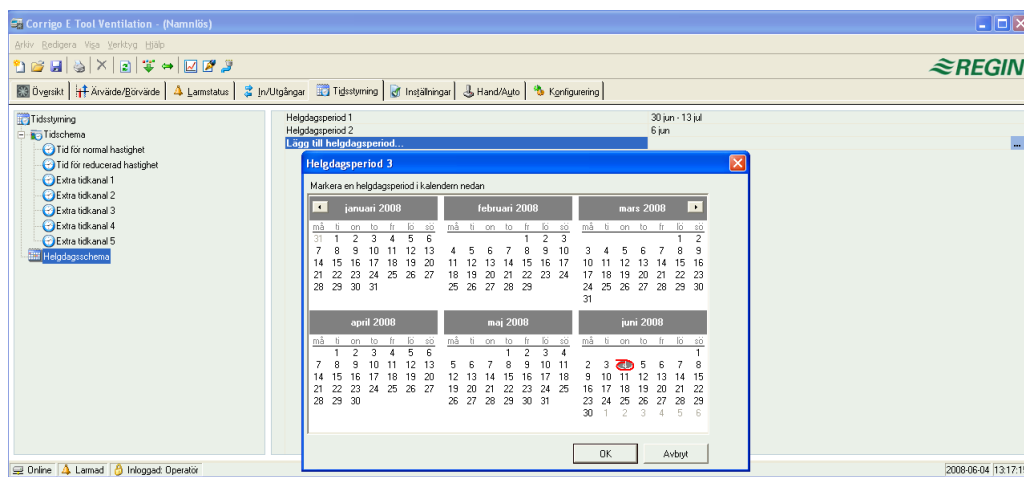 Corrigo E Tool Ventilation - (Namnlös)
Arkiv Redigera Visa Verktyg Hjälp
REGIN
Översikt Ärvärde/Börvärde Larmstatus In/Utgångar Tidsstyrning Inställningar Hand/Auto Konfigurering
Tidsstyrning
Tidschema
Tid för normal hastighet
Tid för reducerad hastighet
Extra tidkanal 1
Extra tidkanal 2
Extra tidkanal 3
Extra tidkanal 4
Extra tidkanal 5
Helgdagsschema
Helgdagsperiod 1 30 jun - 13 jul
Helgdagsperiod 2 6 jun
Lägg till helgdagsperiod... ...
Helgdagsperiod 3
Markera en helgdagsperiod i kalendern nedan
januari 2008 februari 2008 mars 2008
må ti on to fr lö sö må ti on to fr lö sö må ti on to fr lö sö
31 1 2 3 4 5 6 1 2 3 1 2
7 8 9 10 11 12 13 4 5 6 7 8 9 10 3 4 5 6 7 8 9
14 15 16 17 18 19 20 11 12 13 14 15 16 17 10 11 12 13 14 15 16
21 22 23 24 25 26 27 18 19 20 21 22 23 24 17 18 19 20 21 22 23
28 29 30 31 25 26 27 28 29 24 25 26 27 28 29 30
31
april 2008 maj 2008 juni 2008
må ti on to fr lö sö må ti on to fr lö sö må ti on to fr lö sö
1 2 3 4 5 6 1 2 3 4 1
7 8 9 10 11 12 13 5 6 7 8 9 10 11 2 3 5 6 7 8
14 15 16 17 18 19 20 12 13 14 15 16 17 18 9 10 11 12 13 14 15
21 22 23 24 25 26 27 19 20 21 22 23 24 25 16 17 18 19 20 21 22
28 29 30 26 27 28 29 30 31 23 24 25 26 27 28 29
30 1 2 3 4 5 6
OK Avbryt
Online Larmad Inloggad: Operatör 2008-06-04 13:17:1